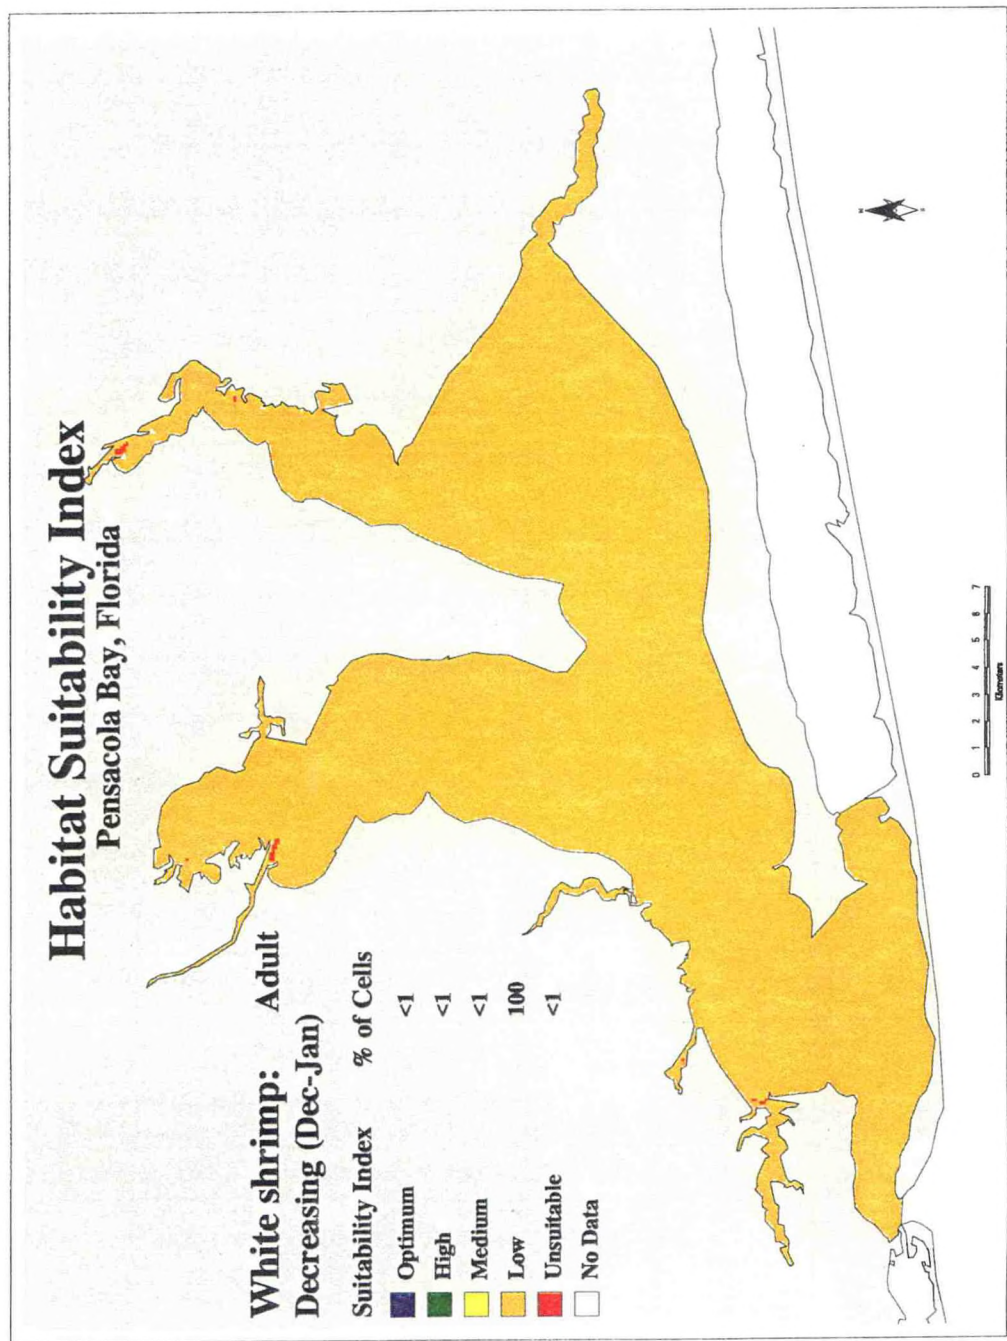 Habitat Suitability Index
Pensacola Bay, Florida
White shrimp: Adult
Decreasing (Dec-Jan)
Suitability Index % of Cells
Optimum <1
High <1
Medium <1
Low 100
Unsuitable <1
No Data
0 1 2 3 4 5 6 7
Kilometers
N
S